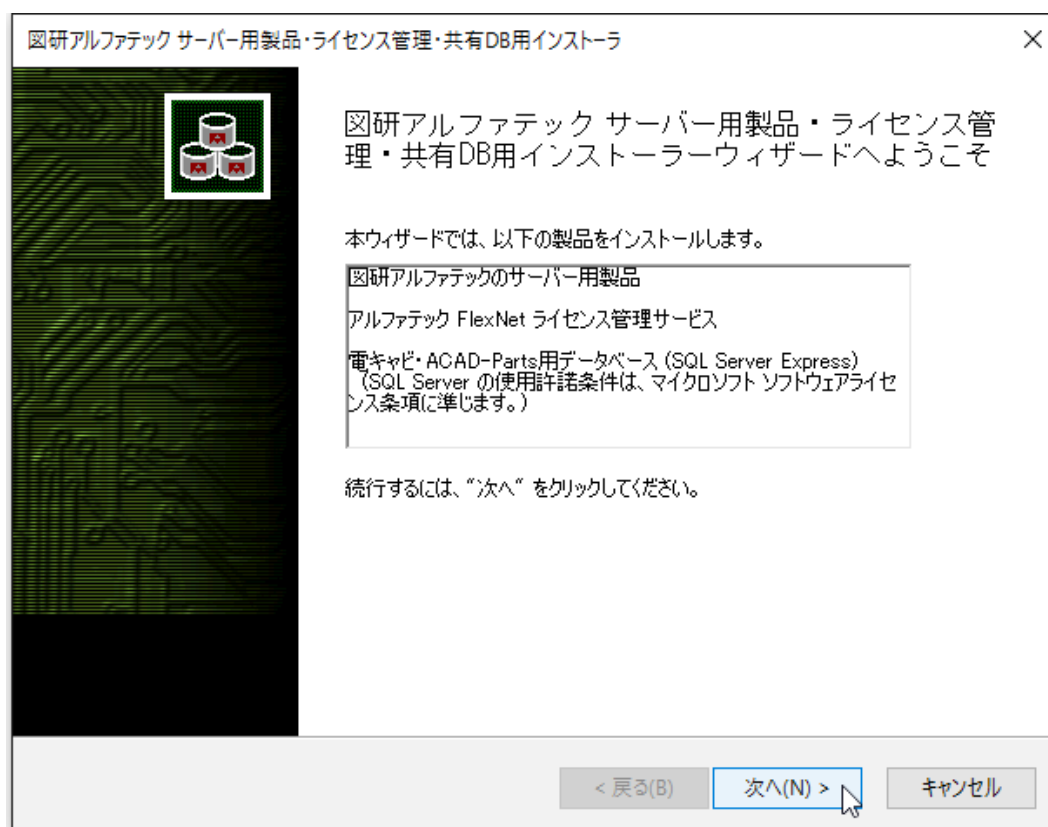 図研アルファテック サーバー用製品・ライセンス管理・共有DB用インストーラ
図研アルファテック サーバー用製品・ライセンス管
理・共有DB用インストーラーウィザードへようこそ
本ウィザードでは、以下の製品をインストールします。
図研アルファテックのサーバー用製品
アルファテック FlexNet ライセンス管理サービス
電キャビ・ACAD-Parts用データベース (SQL Server Express)
(SQL Server の使用許諾条件は、マイクロソフト ソフトウェアライセ
ンス条項に準じます。)
続行するには、“次へ“ をクリックしてください。
< 戻る(B)
次へ(N) >
キャンセル